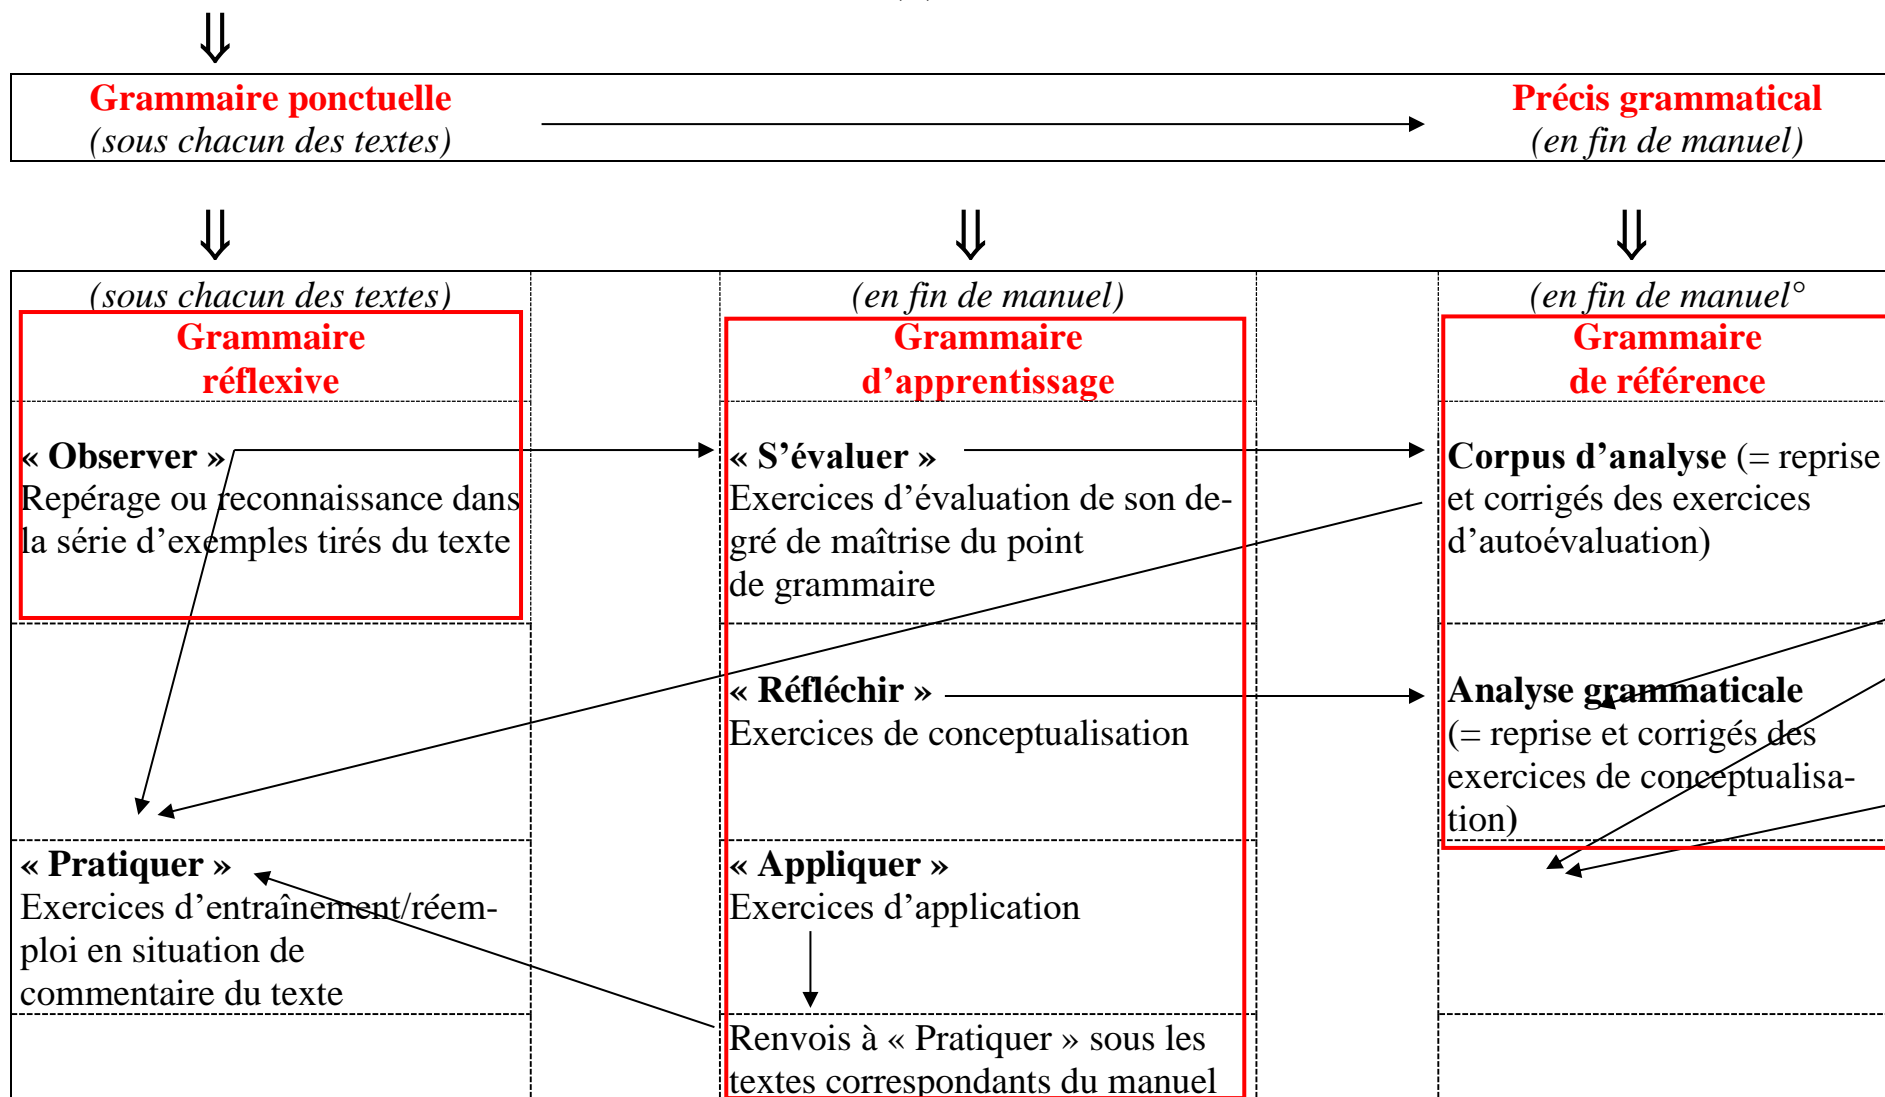 Grammaire ponctuelle
(sous chacun des textes)
Précis grammatical
(en fin de manuel)
(sous chacun des textes)
Grammaire
réflexive
« Observer »
Repérage ou reconnaissance dans
la série d’exemples tirés du texte
« Pratiquer »
Exercices d’entraînement/réem-
ploi en situation de
commentaire du texte
(en fin de manuel)
Grammaire
d’apprentissage
« S’évaluer »
Exercices d’évaluation de son de-
gré de maîtrise du point
de grammaire
« Réfléchir »
Exercices de conceptualisation
« Appliquer »
Exercices d’application
Renvois à « Pratiquer » sous les
textes correspondants du manuel
(en fin de manuel°
Grammaire
de référence
Corpus d’analyse (= reprise
et corrigés des exercices
d’autoévaluation)
Analyse grammaticale
(= reprise et corrigés des
exercices de conceptualisa-
tion)